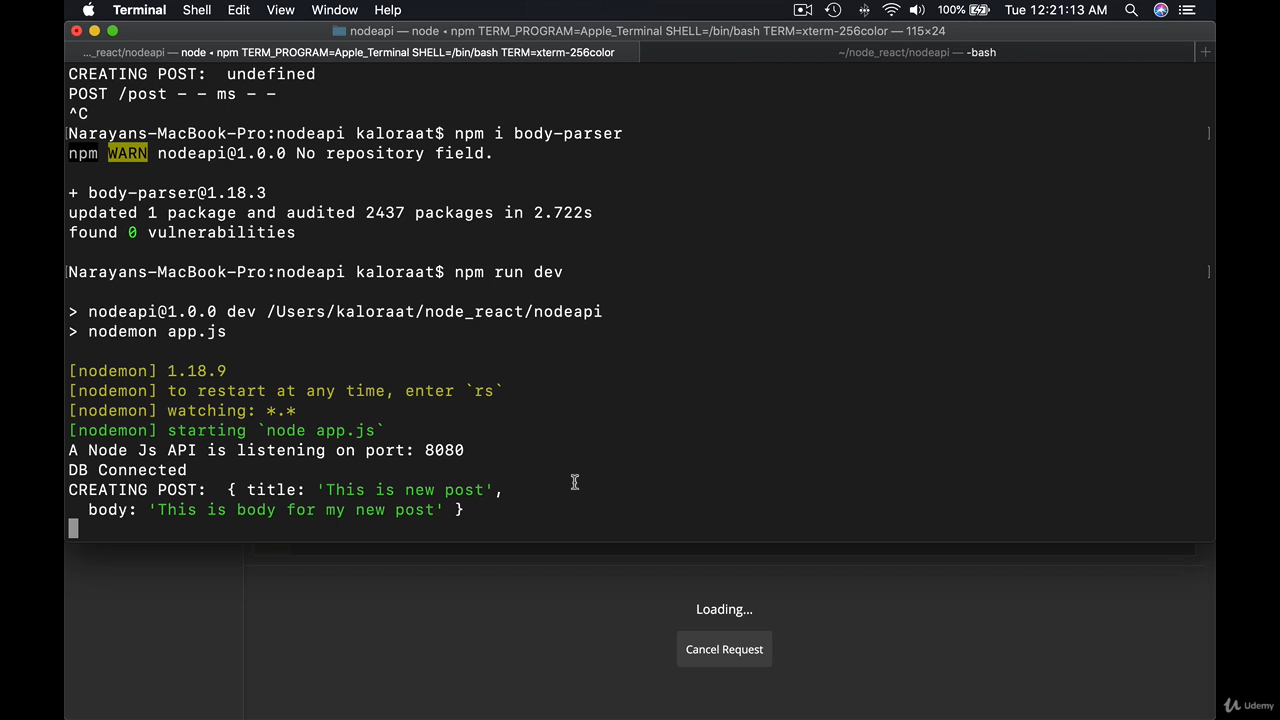 Terminal Shell Edit View Window Help 100% Tue 12:21:13 AM
nodeapi — node ◂ npm TERM_PROGRAM=Apple_Terminal SHELL=/bin/bash TERM=xterm-256color — 115×24
..._react/nodeapi — node ◂ npm TERM_PROGRAM=Apple_Terminal SHELL=/bin/bash TERM=xterm-256color ~/node_react/nodeapi — -bash +
CREATING POST:  undefined
POST /post - - ms - -
^C
[Narayans-MacBook-Pro:nodeapi kaloraat$ npm i body-parser ]
npm WARN nodeapi@1.0.0 No repository field.
+ body-parser@1.18.3
updated 1 package and audited 2437 packages in 2.722s
found 0 vulnerabilities
[Narayans-MacBook-Pro:nodeapi kaloraat$ npm run dev ]
> nodeapi@1.0.0 dev /Users/kaloraat/node_react/nodeapi
> nodemon app.js
[nodemon] 1.18.9
[nodemon] to restart at any time, enter `rs`
[nodemon] watching: *.*
[nodemon] starting `node app.js`
A Node Js API is listening on port: 8080
DB Connected
CREATING POST:  { title: 'This is new post',
  body: 'This is body for my new post' }
Loading...
Cancel Request
Udemy